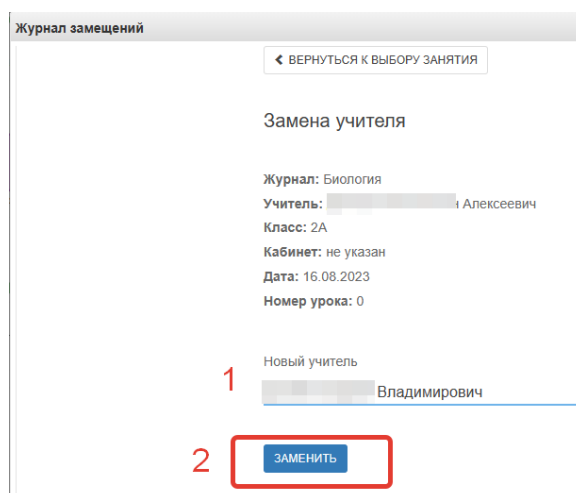 Журнал замещений
ВЕРНУТЬСЯ К ВЫБОРУ ЗАНЯТИЯ
Замена учителя
Журнал: Биология
Учитель: Алексеевич
Класс: 2А
Кабинет: не указан
Дата: 16.08.2023
Номер урока: 0
Новый учитель
1
Владимирович
2
ЗАМЕНИТЬ